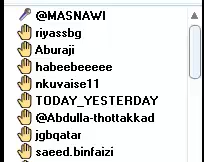 @MASNAWI
riyassbg
Aburaji
habeebeeeee
nkuvaise11
TODAY_YESTERDAY
@Abdulla-thottakkad
jgbqatar
saeed.binfaizi